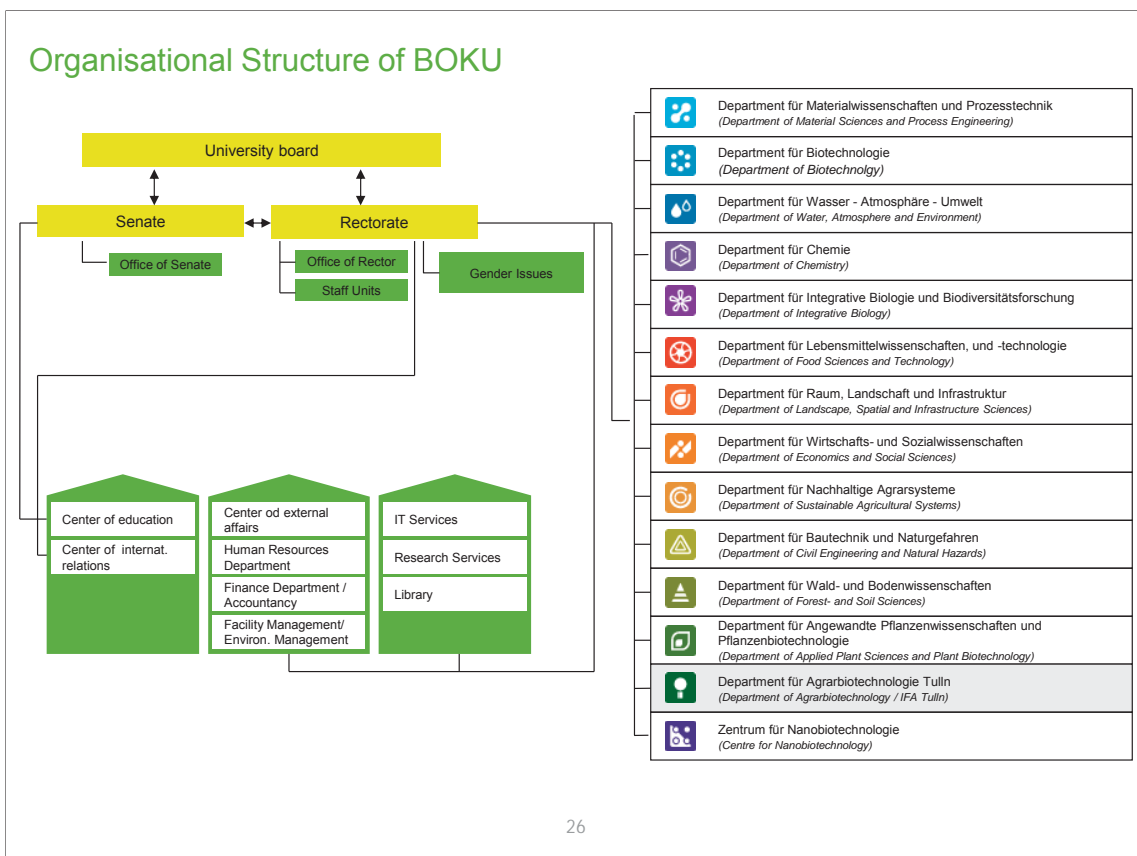 Organisational Structure of BOKU
University board
Senate
Rectorate
Office of Senate
Office of Rector
Staff Units
Gender Issues
Center of education
Center of internat.
relations
Center od external
affairs
Human Resources
Department
Finance Department /
Accountancy
Facility Management/
Environ. Management
IT Services
Research Services
Library
Department für Materialwissenschaften und Prozesstechnik
(Department of Material Sciences and Process Engineering)
Department für Biotechnologie
(Department of Biotechnolgy)
Department für Wasser - Atmosphäre - Umwelt
(Department of Water, Atmosphere and Environment)
Department für Chemie
(Department of Chemistry)
Department für Integrative Biologie und Biodiversitätsforschung
(Department of Integrative Biology)
Department für Lebensmittelwissenschaften, und -technologie
(Department of Food Sciences and Technology)
Department für Raum, Landschaft und Infrastruktur
(Department of Landscape, Spatial and Infrastructure Sciences)
Department für Wirtschafts- und Sozialwissenschaften
(Department of Economics and Social Sciences)
Department für Nachhaltige Agrarsysteme
(Department of Sustainable Agricultural Systems)
Department für Bautechnik und Naturgefahren
(Department of Civil Engineering and Natural Hazards)
Department für Wald- und Bodenwissenschaften
(Department of Forest- and Soil Sciences)
Department für Angewandte Pflanzenwissenschaften und
Pflanzenbiotechnologie
(Department of Applied Plant Sciences and Plant Biotechnology)
Department für Agrarbiotechnologie Tulln
(Department of Agrarbiotechnology / IFA Tulln)
Zentrum für Nanobiotechnologie
(Centre for Nanobiotechnology)
26